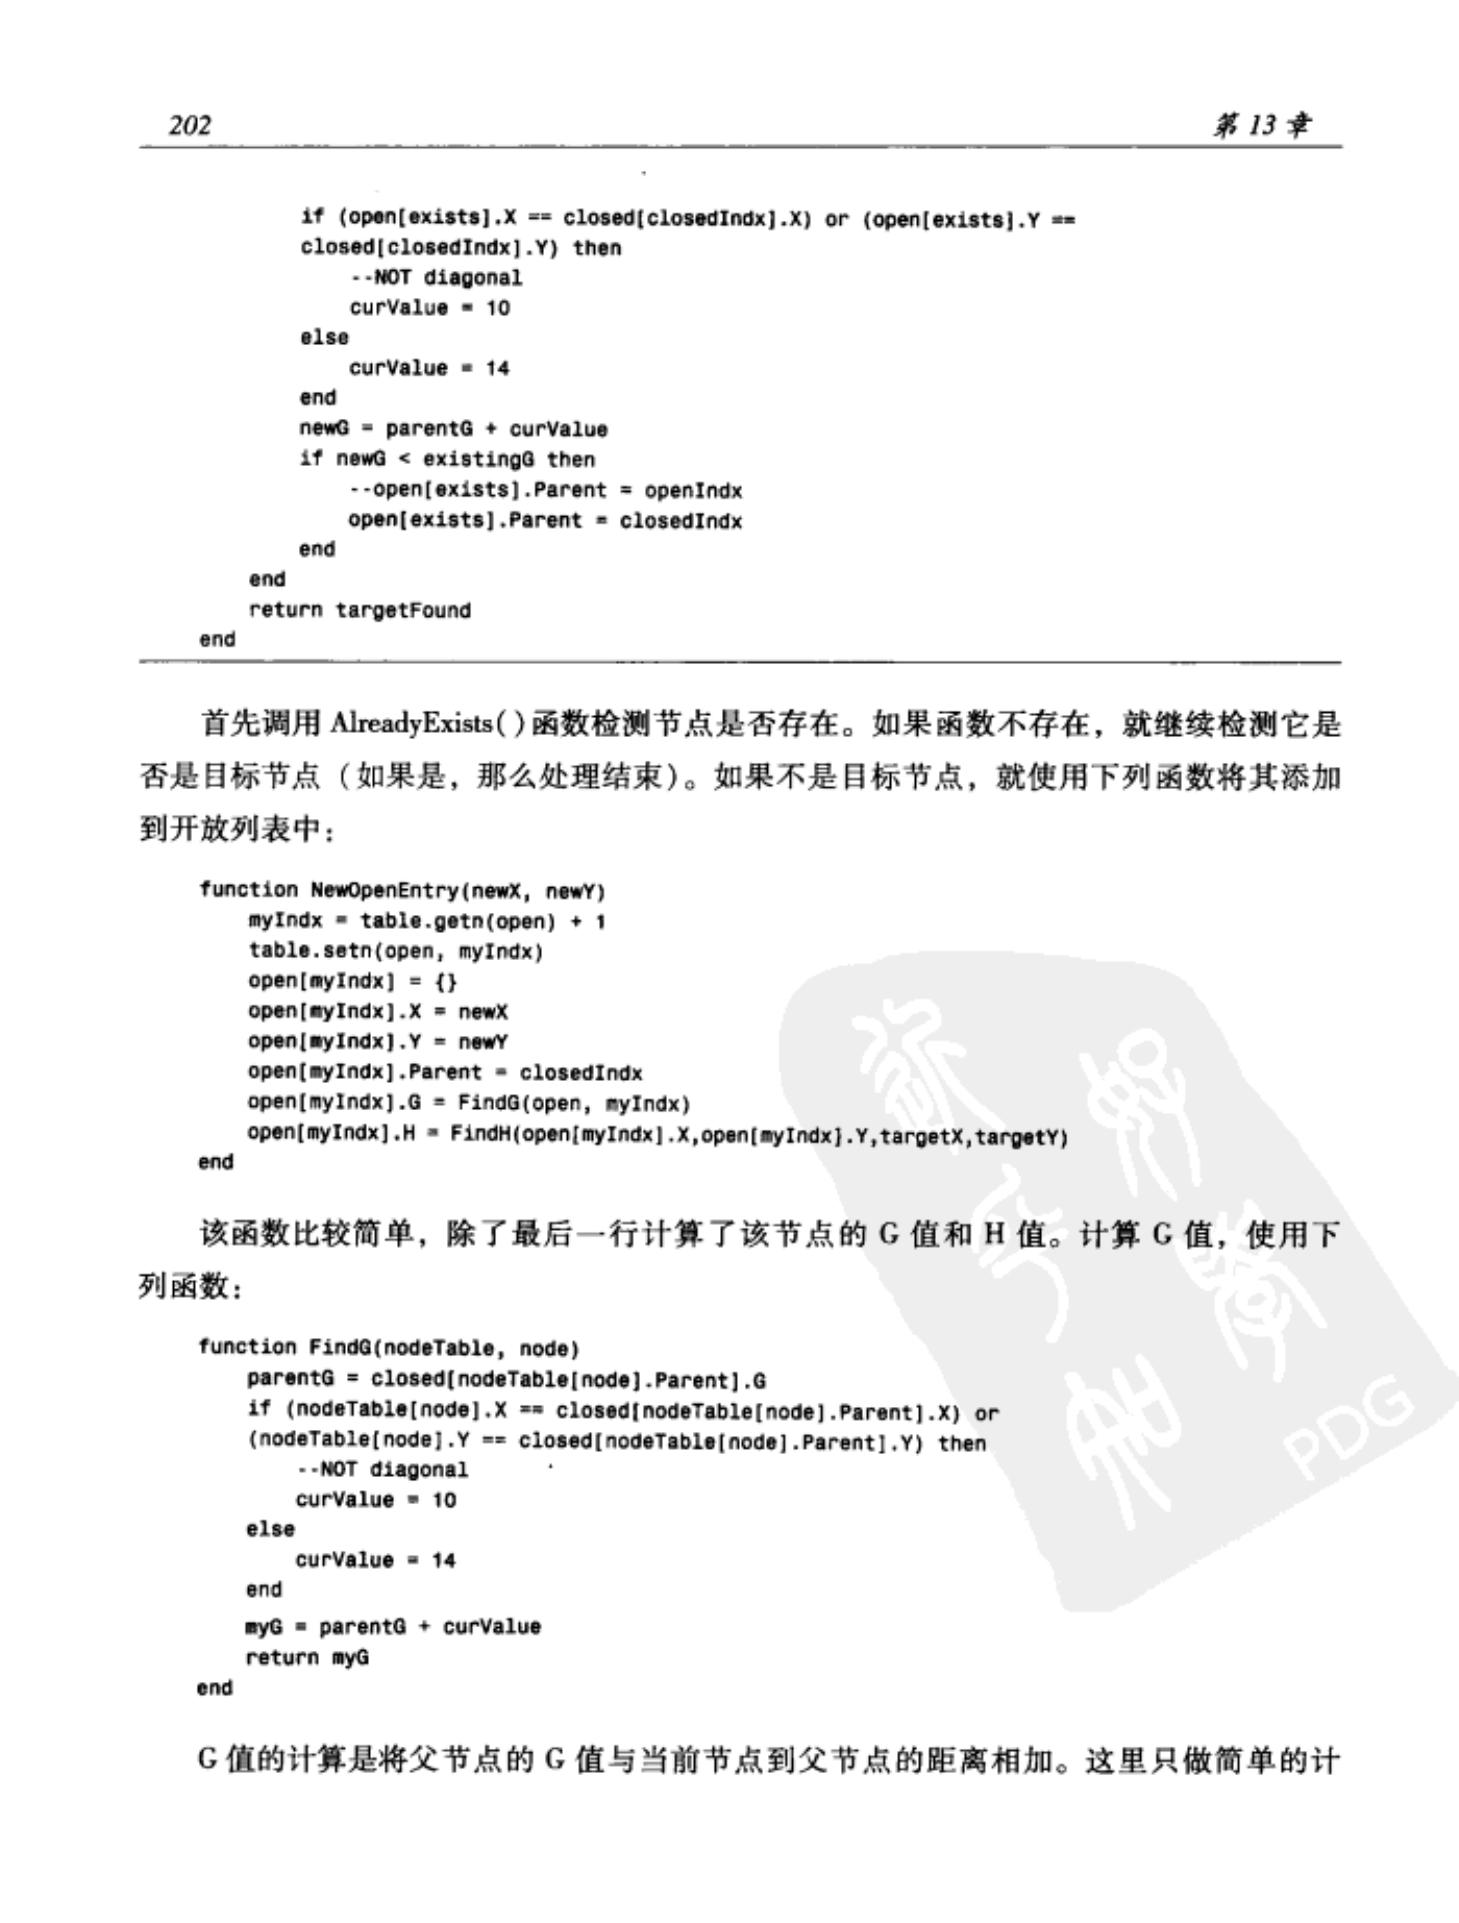 202 第 13 章
if (open[exists].X == closed[closedIndx].X) or (open[exists].Y ==
closed[closedIndx].Y) then
--NOT diagonal
curValue = 10
else
curValue = 14
end
newG = parentG + curValue
if newG < existingG then
--open[exists].Parent = openIndx
open[exists].Parent = closedIndx
end
end
return targetFound
end
首先调用 AlreadyExists( )函数检测节点是否存在。如果函数不存在，就继续检测它是
否是目标节点（如果是，那么处理结束）。如果不是目标节点，就使用下列函数将其添加
到开放列表中：
function NewOpenEntry(newX, newY)
myIndx = table.getn(open) + 1
table.setn(open, myIndx)
open[myIndx] = {}
open[myIndx].X = newX
open[myIndx].Y = newY
open[myIndx].Parent = closedIndx
open[myIndx].G = FindG(open, myIndx)
open[myIndx].H = FindH(open[myIndx].X,open[myIndx].Y,targetX,targetY)
end
该函数比较简单，除了最后一行计算了该节点的 G 值和 H 值。计算 G 值，使用下
列函数：
function FindG(nodeTable, node)
parentG = closed[nodeTable[node].Parent].G
if (nodeTable[node].X == closed[nodeTable[node].Parent].X) or
(nodeTable[node].Y == closed[nodeTable[node].Parent].Y) then
--NOT diagonal
curValue = 10
else
curValue = 14
end
myG = parentG + curValue
return myG
end
G 值的计算是将父节点的 G 值与当前节点到父节点的距离相加。这里只做简单的计
PDG